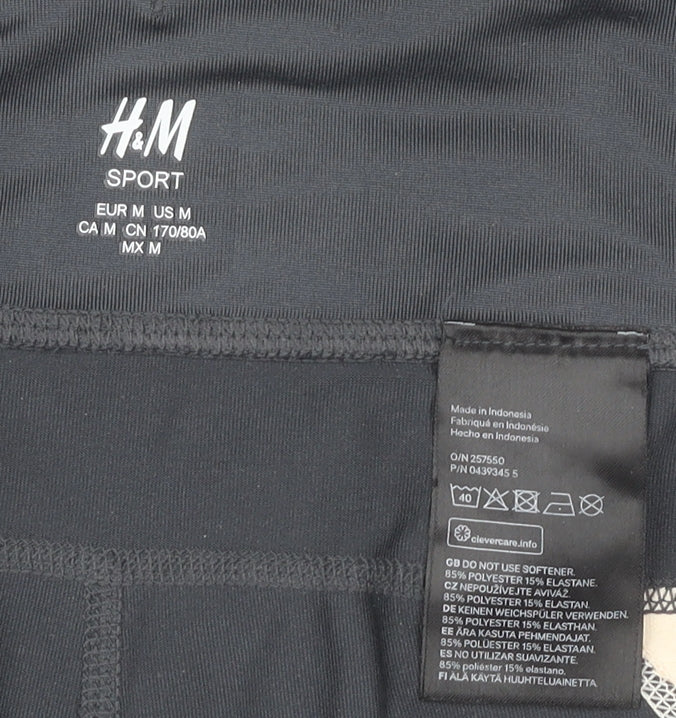 H&M
SPORT
EUR M US M
CA M CN 170/80A
MX M
Made in Indonesia
Fabriqué en Indonésie
Hecho en Indonesia
O/N 257550
P/N 0439345 5
40
clevercare.info
GB DO NOT USE SOFTENER.
85% POLYESTER 15% ELASTANE.
CZ NEPOUŽÍVEJTE AVIVÁŽ.
85% POLYESTER 15% ELASTAN.
DE KEINEN WEICHSPÜLER VERWENDEN.
85% POLYESTER 15% ELASTHAN.
EE ÄRA KASUTA PEHMENDAJAT.
85% POLÜESTER 15% ELASTAAN.
ES NO UTILIZAR SUAVIZANTE.
85% poliéster 15% elastano.
FI ÄLÄ KÄYTÄ HUUHTELUAINETTA.